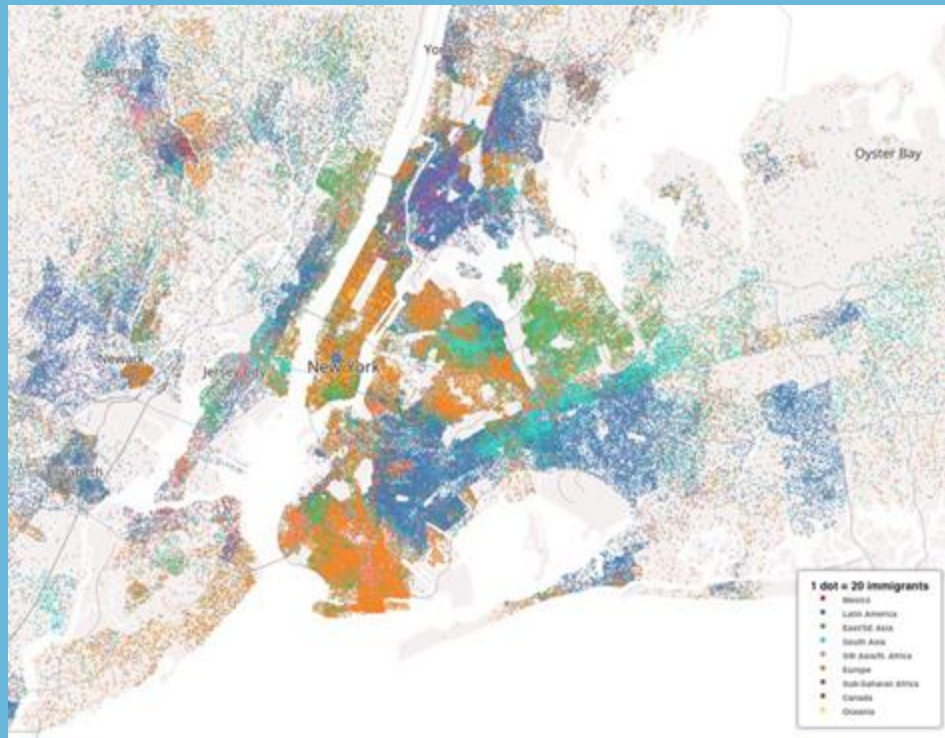 Yon
Paterson
Oyster Bay
Newark
Jersey City
New York
Elizabeth
1 dot = 20 immigrants
Mexico
Latin America
East/SE Asia
South Asia
SW Asia/N. Africa
Europe
Sub-Saharan Africa
Canada
Oceania